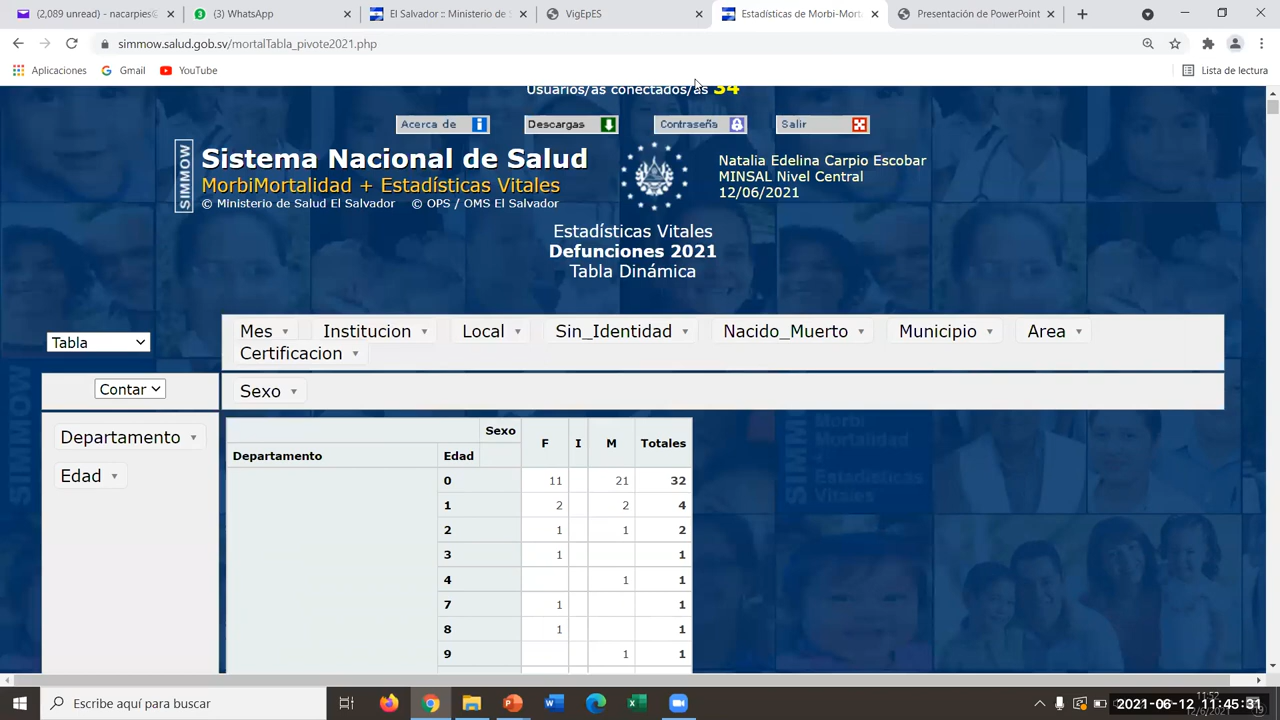 (2,089 unread) - nacarpies@
(3) WhatsApp
El Salvador :: Ministerio de S
VigEpES
Estadísticas de Morbi-Mort
Presentación de PowerPoint
simmow.salud.gob.sv/mortalTabla_pivote2021.php
Aplicaciones
Gmail
YouTube
Lista de lectura
Usuarios/as conectados/as 34
Acerca de
Descargas
Contraseña
Salir
SIMMOW
Sistema Nacional de Salud
MorbiMortalidad + Estadísticas Vitales
© Ministerio de Salud El Salvador © OPS / OMS El Salvador
Natalia Edelina Carpio Escobar
MINSAL Nivel Central
12/06/2021
Estadísticas Vitales
Defunciones 2021
Tabla Dinámica
Tabla
Mes Institucion Local Sin_Identidad Nacido_Muerto Municipio Area
Certificacion
Contar
Sexo
Departamento
Edad
Sexo F I M Totales
Departamento Edad
0 11 21 32
1 2 2 4
2 1 1 2
3 1 1
4 1 1
7 1 1
8 1 1
9 1 1
SIMMOW
Morbi
Mortalidad
+
Estadísticas
Vitales
Escribe aquí para buscar
2021-06-12 11:45:31